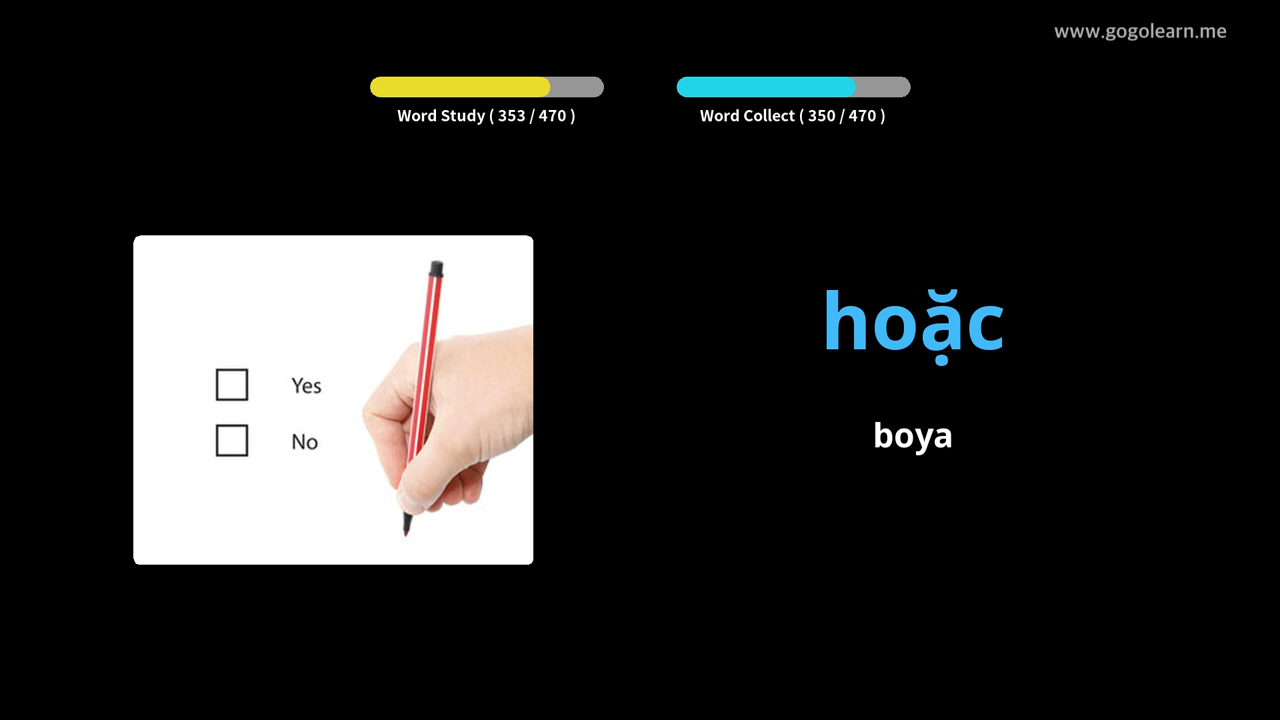 www.gogolearn.me
Word Study ( 353 / 470 )
Word Collect ( 350 / 470 )
Yes
No
hoặc
boya